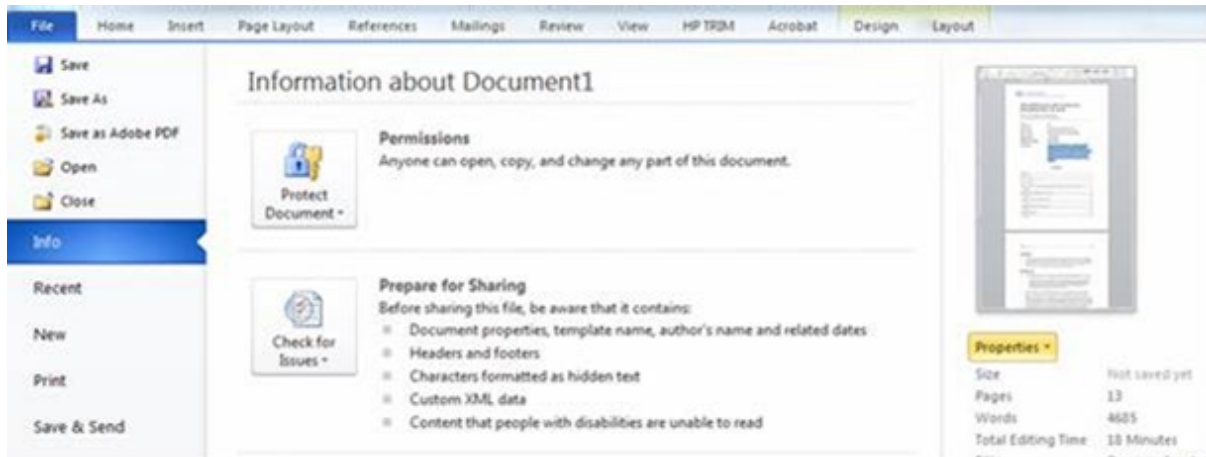 File Home Insert Page Layout References Mailings Review View HP TRIM Acrobat Design Layout
Save
Save As
Save as Adobe PDF
Open
Close
Info
Recent
New
Print
Save & Send
Information about Document1
Protect
Document
Permissions
Anyone can open, copy, and change any part of this document.
Check for
Issues
Prepare for Sharing
Before sharing this file, be aware that it contains:
Document properties, template name, author's name and related dates
Headers and footers
Characters formatted as hidden text
Custom XML data
Content that people with disabilities are unable to read
Properties
Size Not saved yet
Pages 13
Words 4685
Total Editing Time 18 Minutes